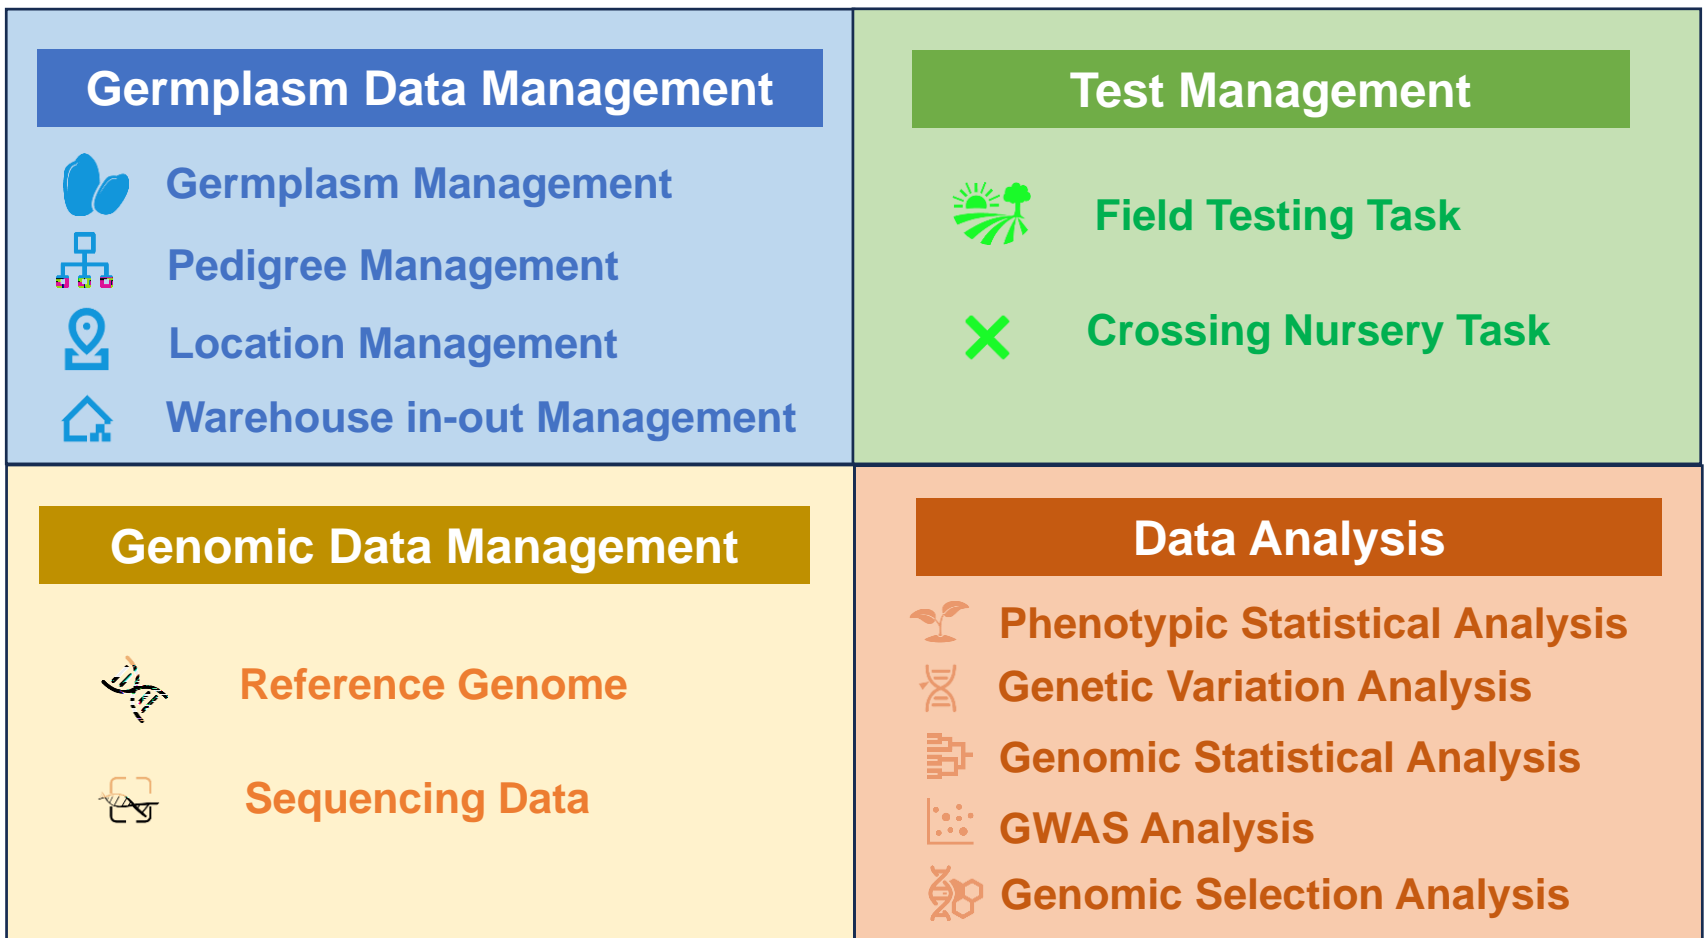 Germplasm Data Management
Germplasm Management
Pedigree Management
Location Management
Warehouse in-out Management
Test Management
Field Testing Task
Crossing Nursery Task
Genomic Data Management
Reference Genome
Sequencing Data
Data Analysis
Phenotypic Statistical Analysis
Genetic Variation Analysis
Genomic Statistical Analysis
GWAS Analysis
Genomic Selection Analysis